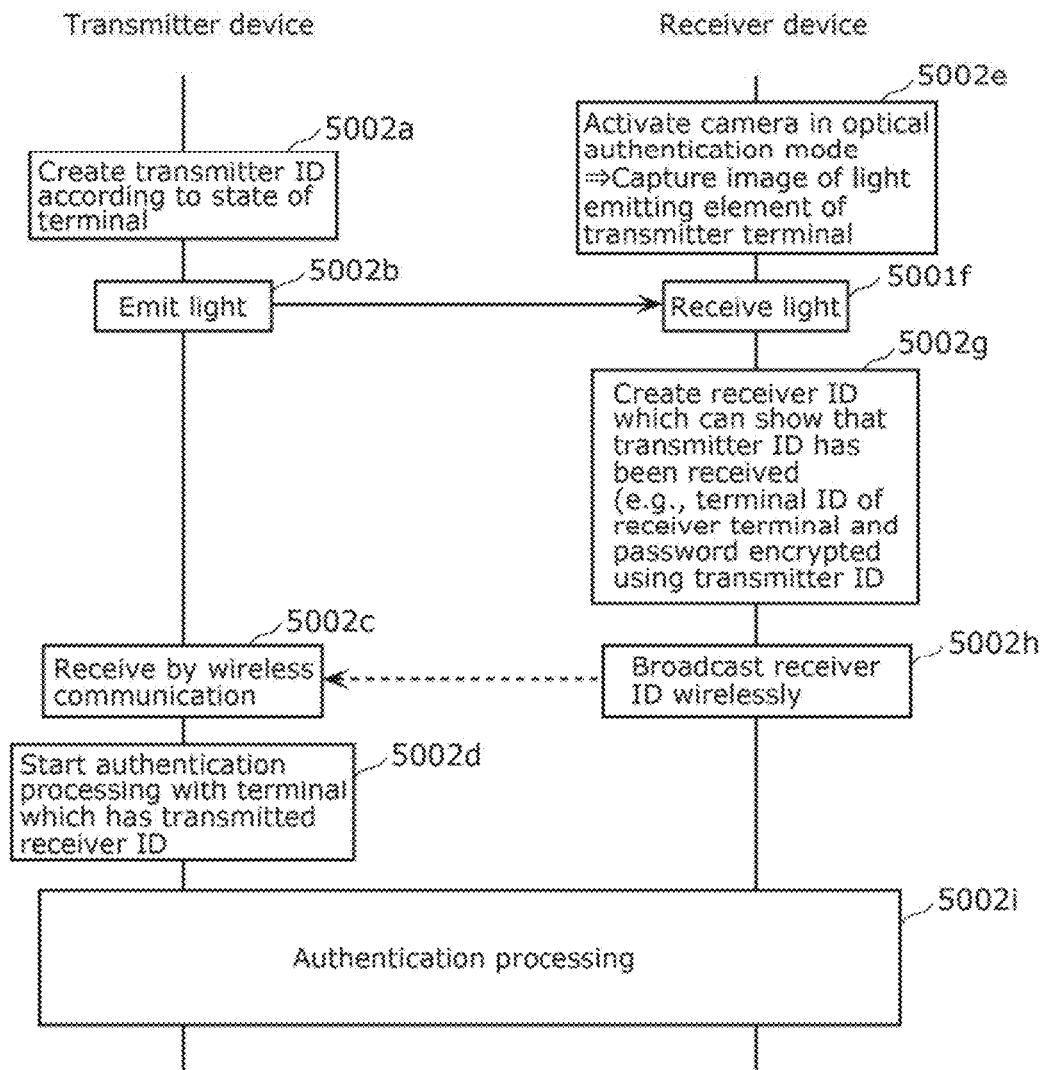 Transmitter device
Receiver device
5002e
Activate camera in optical
authentication mode
⇒Capture image of light
emitting element of
transmitter terminal
5002a
Create transmitter ID
according to state of
terminal
5002b
Emit light
5001f
Receive light
5002g
Create receiver ID
which can show that
transmitter ID has
been received
(e.g., terminal ID of
receiver terminal and
password encrypted
using transmitter ID
5002c
Receive by wireless
communication
5002h
Broadcast receiver
ID wirelessly
5002d
Start authentication
processing with terminal
which has transmitted
receiver ID
5002i
Authentication processing